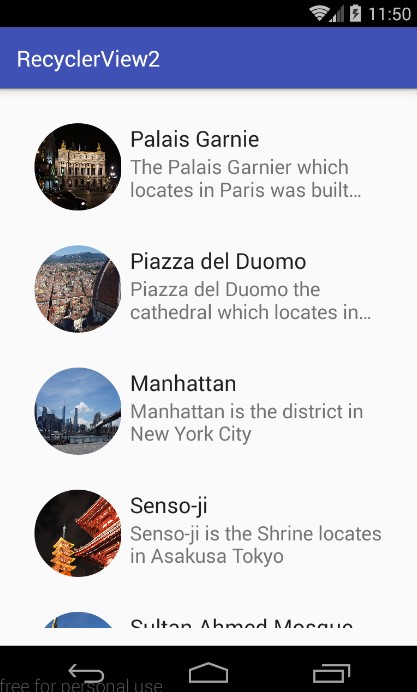 11:50
RecyclerView2
Palais Garnie
The Palais Garnier which
locates in Paris was built…
Piazza del Duomo
Piazza del Duomo the
cathedral which locates in…
Manhattan
Manhattan is the district in
New York City
Senso-ji
Senso-ji is the Shrine locates
in Asakusa Tokyo
Sultan Ahmed Mosque
free for personal use